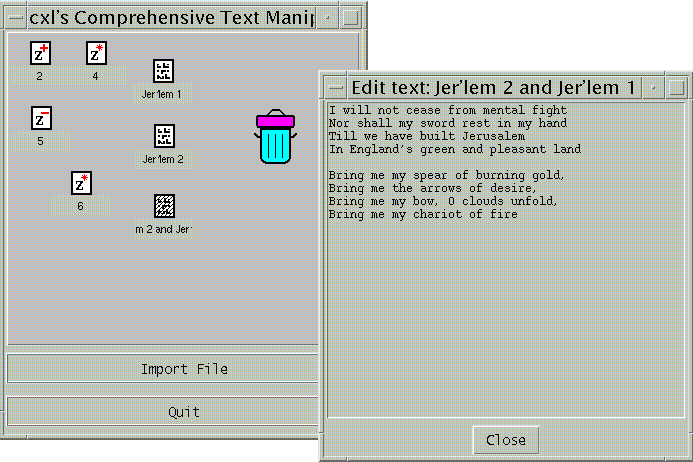 cxl's Comprehensive Text Manip
z+
2
z*
4
Jer'lem 1
z-
5
Jer'lem 2
z*
6
m 2 and Jer'
Import File
Quit
Edit text: Jer'lem 2 and Jer'lem 1
I will not cease from mental fight
Nor shall my sword rest in my hand
Till we have built Jerusalem
In England's green and pleasant land
Bring me my spear of burning gold,
Bring me the arrows of desire,
Bring me my bow, O clouds unfold,
Bring me my chariot of fire
Close